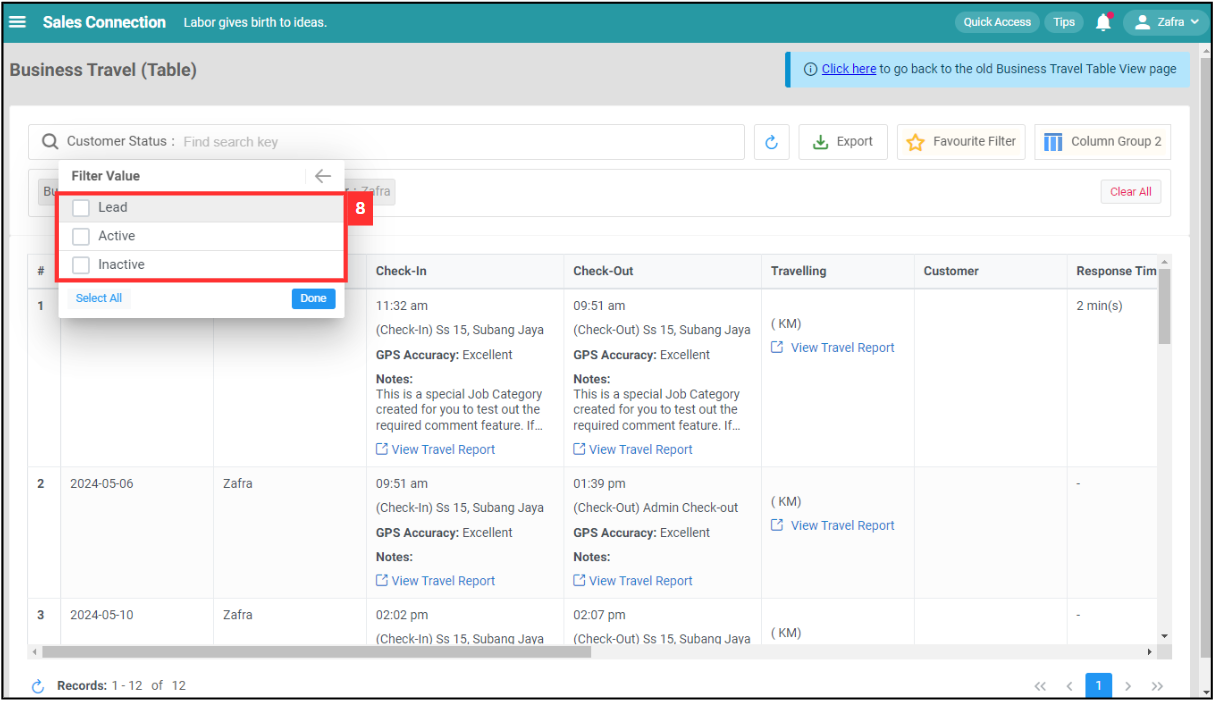 Sales Connection Labor gives birth to ideas. Quick Access Tips Zafra
Business Travel (Table)
Click here to go back to the old Business Travel Table View page
Customer Status : Find search key
Export
Favourite Filter
Column Group 2
Filter Value
Bu : Zafra
Clear All
Lead
8
Active
Inactive
Select All Done
# Check-In Check-Out Travelling Customer Response Tim
1 11:32 am 09:51 am 2 min(s)
(Check-In) Ss 15, Subang Jaya (Check-Out) Ss 15, Subang Jaya ( KM)
View Travel Report
GPS Accuracy: Excellent GPS Accuracy: Excellent
Notes: Notes:
This is a special Job Category This is a special Job Category
created for you to test out the created for you to test out the
required comment feature. If... required comment feature. If...
View Travel Report View Travel Report
2 2024-05-06 Zafra 09:51 am 01:39 pm -
(Check-In) Ss 15, Subang Jaya (Check-Out) Admin Check-out ( KM)
View Travel Report
GPS Accuracy: Excellent GPS Accuracy: Excellent
Notes: Notes:
View Travel Report View Travel Report
3 2024-05-10 Zafra 02:02 pm 02:07 pm -
(Check-In) Ss 15, Subang Jaya (Check-Out) Ss 15, Subang Jaya ( KM)
Records: 1 - 12 of 12 << < 1 > >>